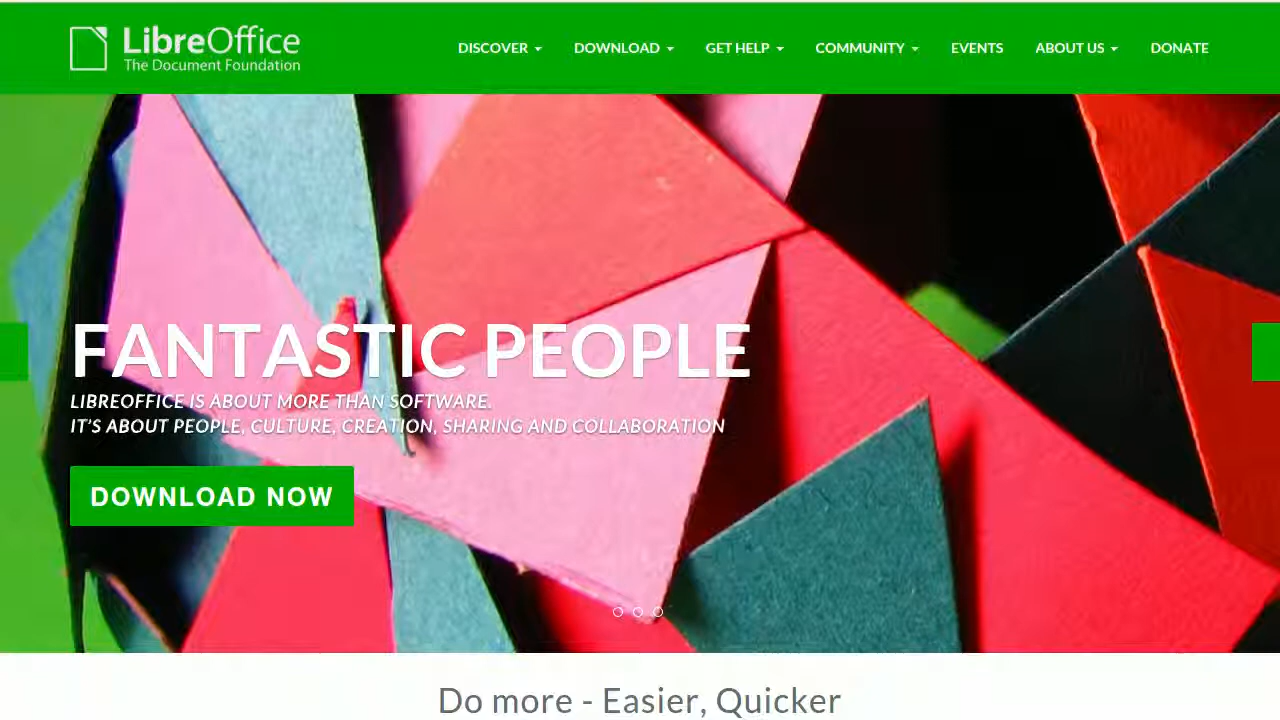 LibreOffice
The Document Foundation
DISCOVER DOWNLOAD GET HELP COMMUNITY EVENTS ABOUT US DONATE
FANTASTIC PEOPLE
LIBREOFFICE IS ABOUT MORE THAN SOFTWARE.
IT'S ABOUT PEOPLE, CULTURE, CREATION, SHARING AND COLLABORATION
DOWNLOAD NOW
Do more - Easier, Quicker